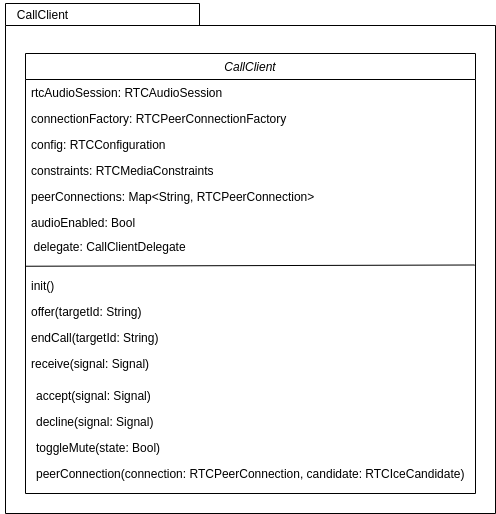 CallClient
CallClient
rtcAudioSession: RTCAudioSession
connectionFactory: RTCPeerConnectionFactory
config: RTCConfiguration
constraints: RTCMediaConstraints
peerConnections: Map<String, RTCPeerConnection>
audioEnabled: Bool
delegate: CallClientDelegate
init()
offer(targetId: String)
endCall(targetId: String)
receive(signal: Signal)
accept(signal: Signal)
decline(signal: Signal)
toggleMute(state: Bool)
peerConnection(connection: RTCPeerConnection, candidate: RTCIceCandidate)